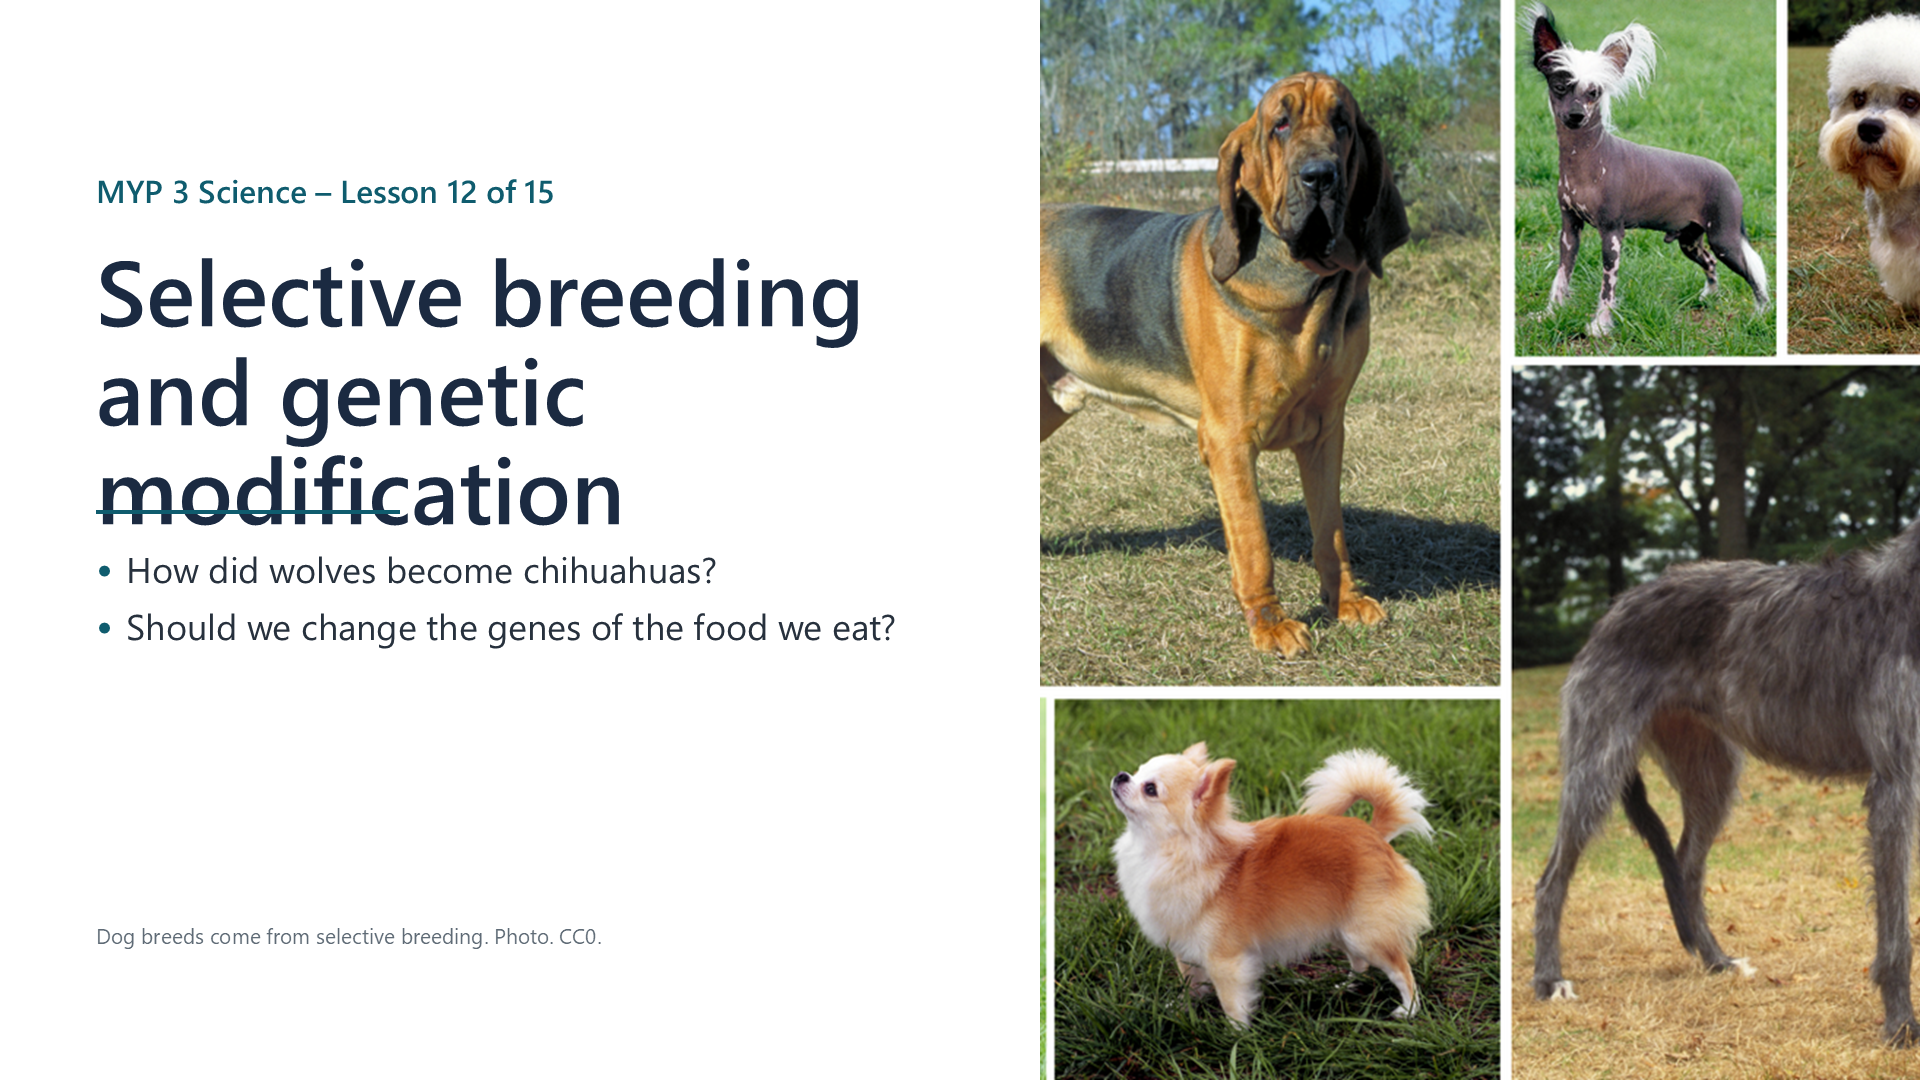 MYP 3 Science – Lesson 12 of 15
Selective breeding
and genetic
modification
• How did wolves become chihuahuas?
• Should we change the genes of the food we eat?
Dog breeds come from selective breeding. Photo. CC0.